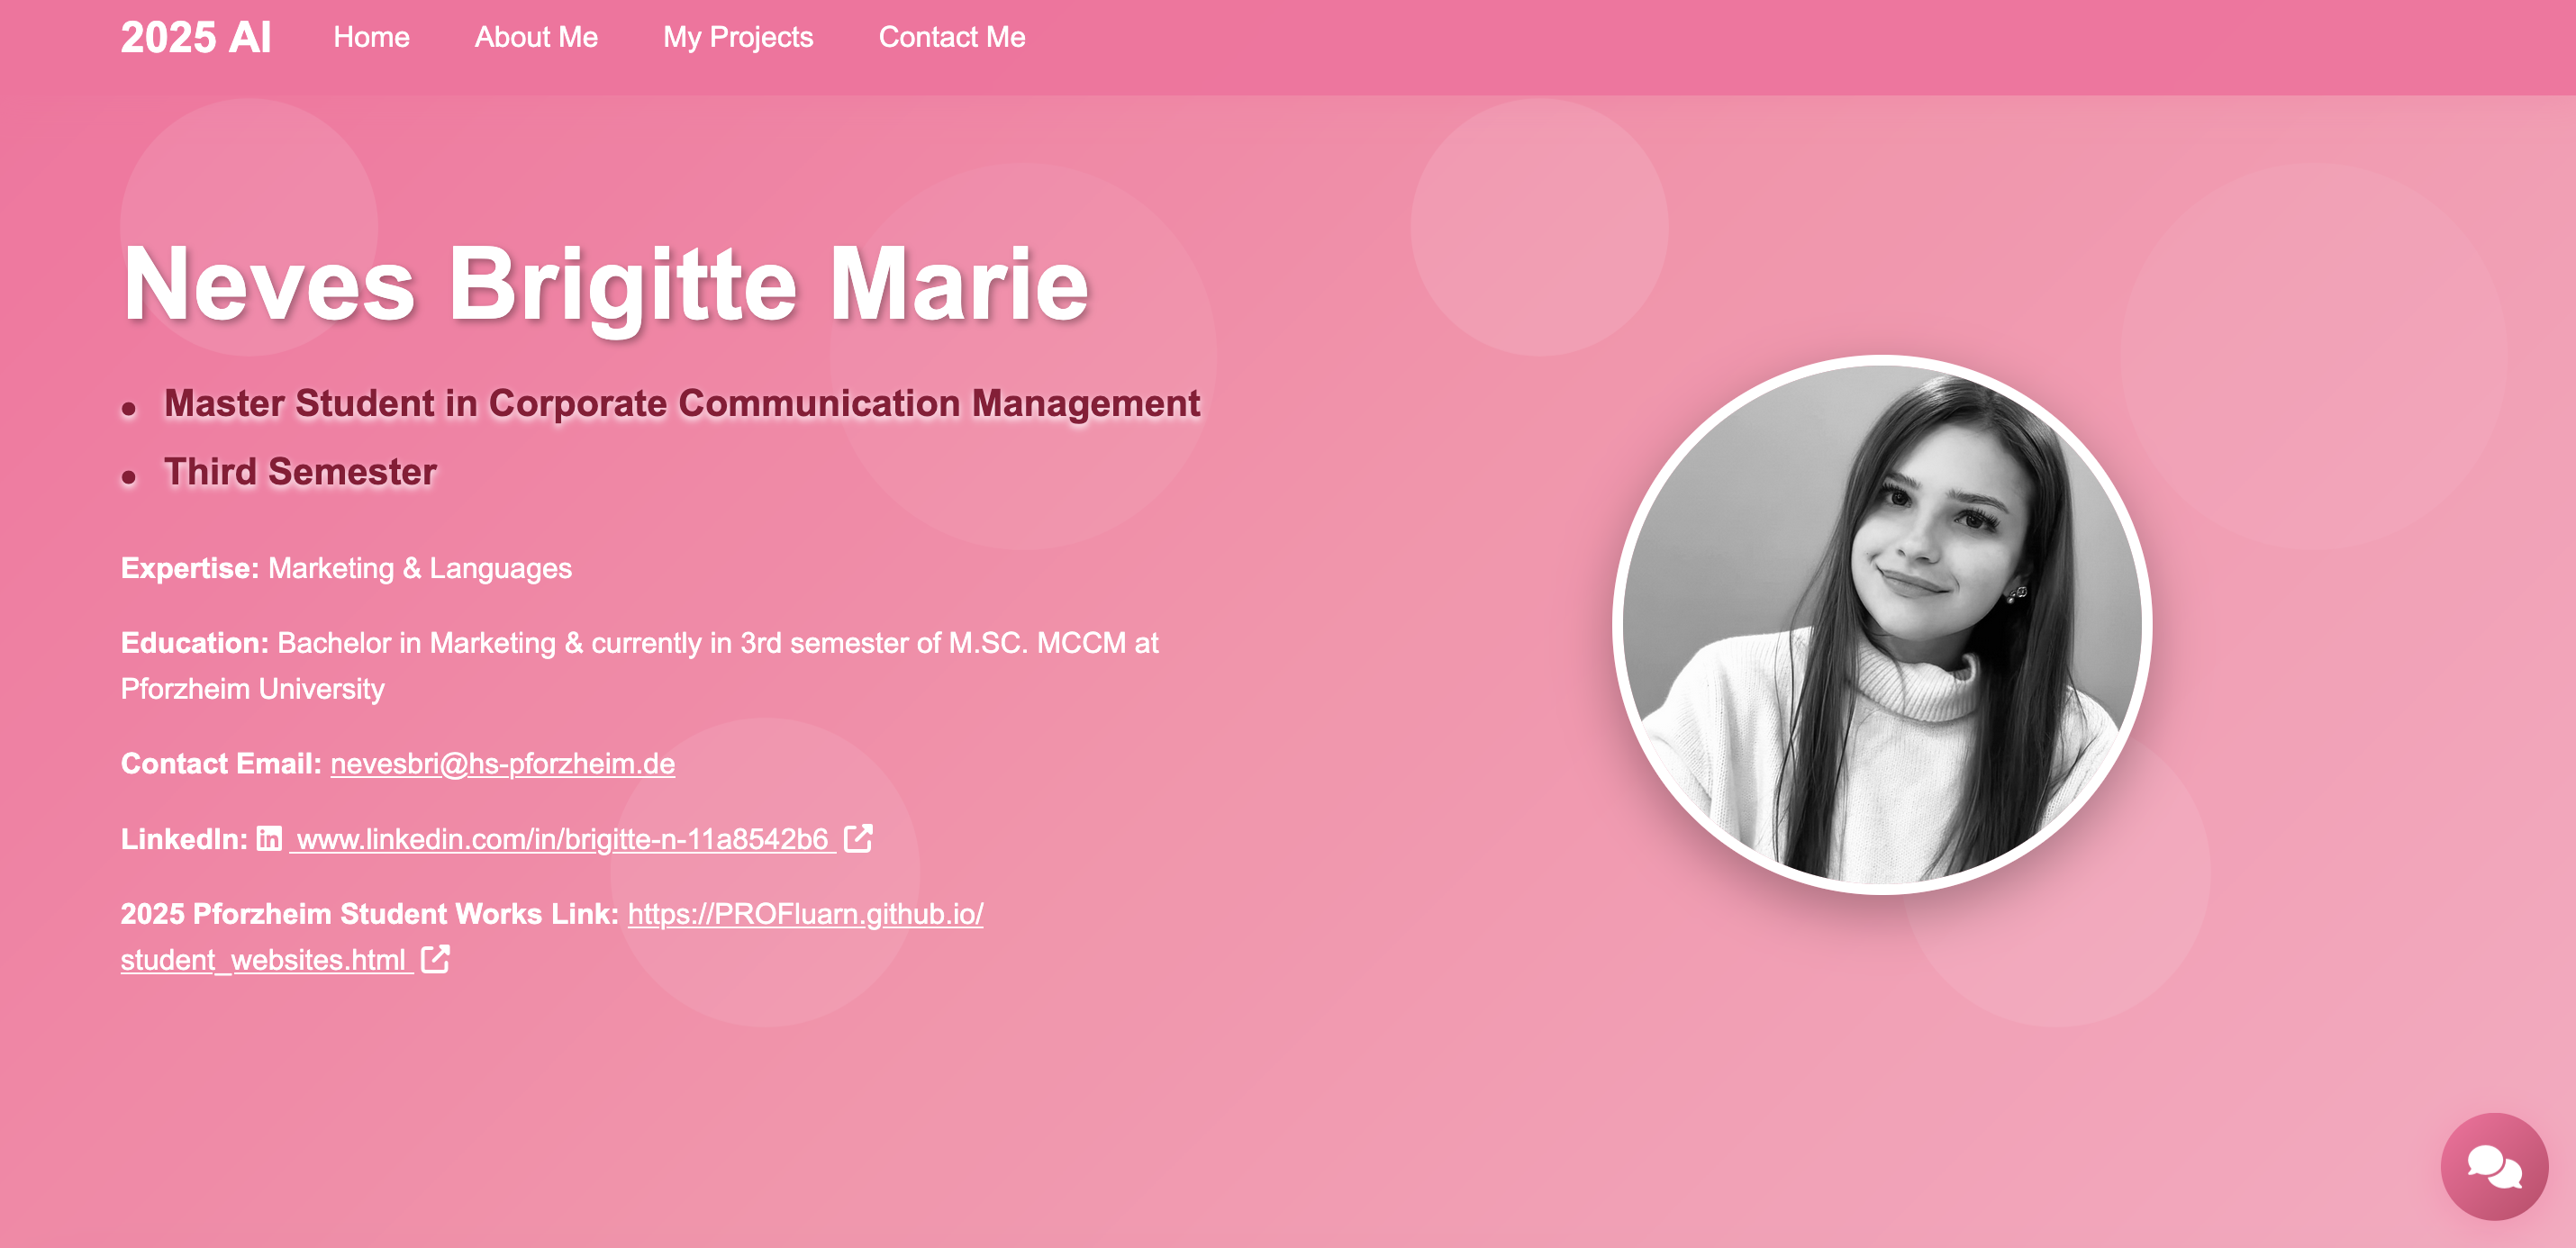 2025 AI Home About Me My Projects Contact Me
Neves Brigitte Marie
• Master Student in Corporate Communication Management
• Third Semester
Expertise: Marketing & Languages
Education: Bachelor in Marketing & currently in 3rd semester of M.SC. MCCM at
Pforzheim University
Contact Email: nevesbri@hs-pforzheim.de
LinkedIn: in www.linkedin.com/in/brigitte-n-11a8542b6
2025 Pforzheim Student Works Link: https://PROFluarn.github.io/
student_websites.html